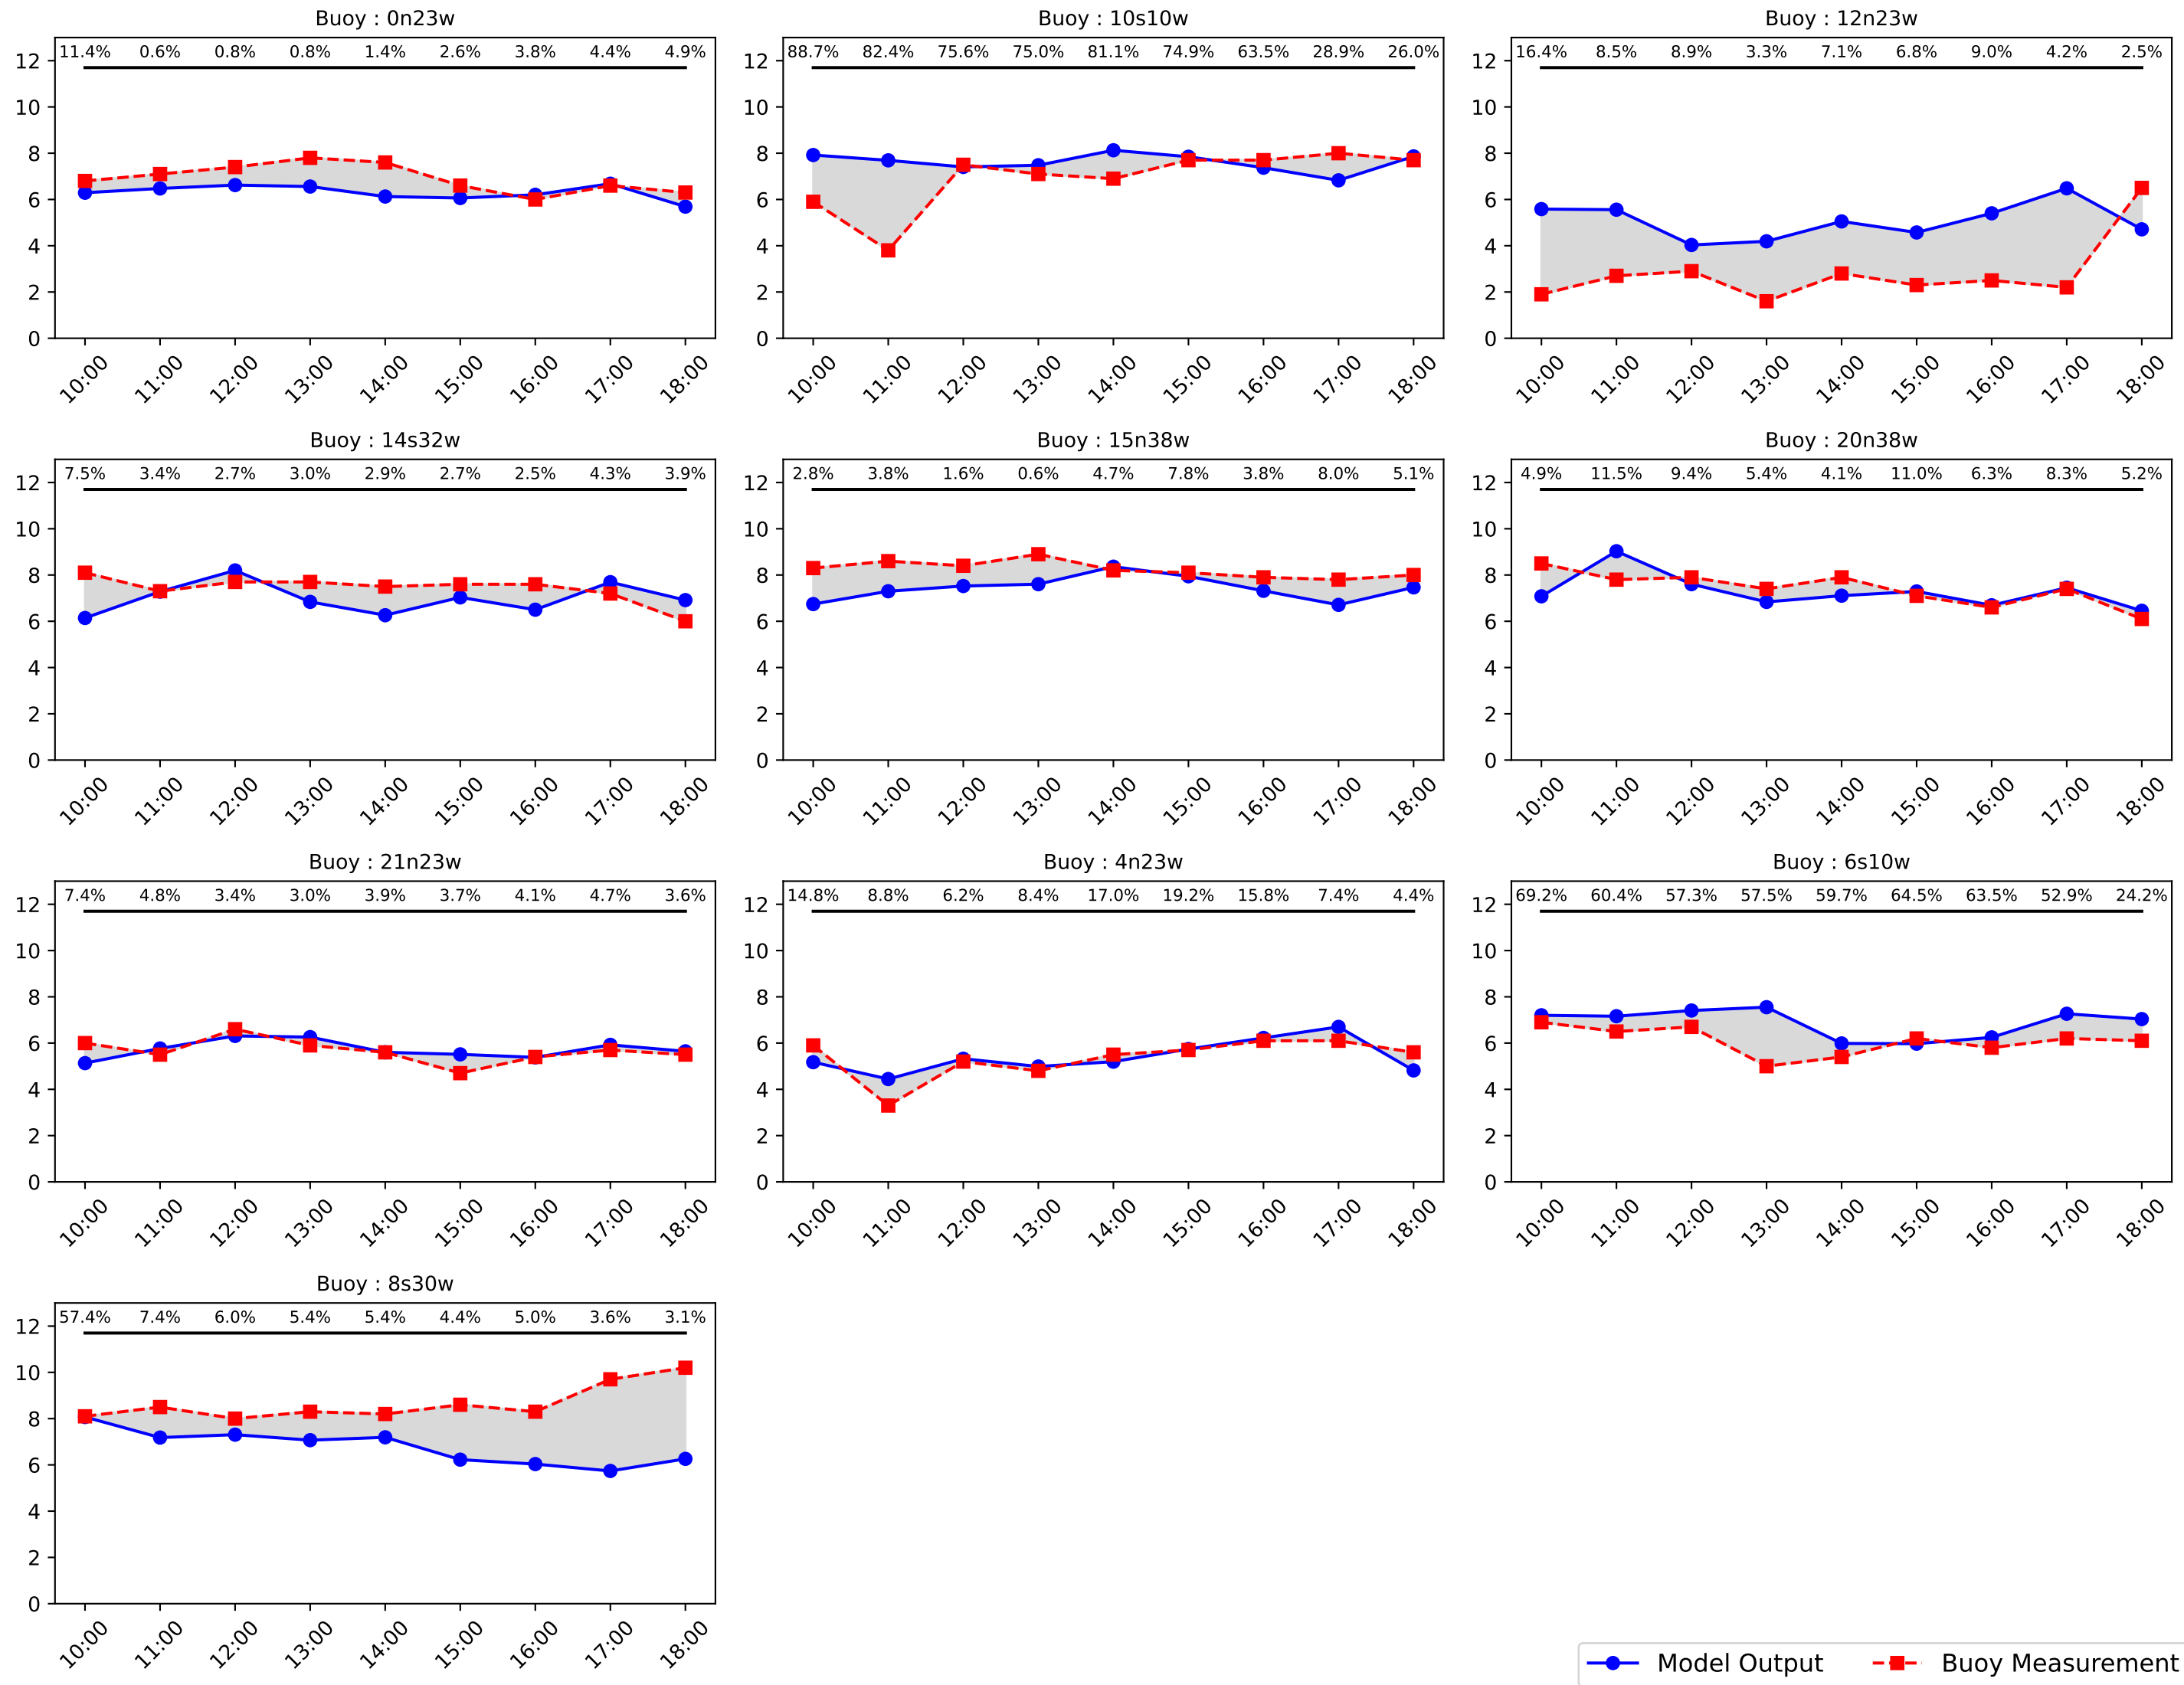 Buoy : 0n23w
11.4% 0.6% 0.8% 0.8% 1.4% 2.6% 3.8% 4.4% 4.9%
12
10
8
6
4
2
0
10:00 11:00 12:00 13:00 14:00 15:00 16:00 17:00 18:00
Buoy : 10s10w
88.7% 82.4% 75.6% 75.0% 81.1% 74.9% 63.5% 28.9% 26.0%
12
10
8
6
4
2
0
10:00 11:00 12:00 13:00 14:00 15:00 16:00 17:00 18:00
Buoy : 12n23w
16.4% 8.5% 8.9% 3.3% 7.1% 6.8% 9.0% 4.2% 2.5%
12
10
8
6
4
2
0
10:00 11:00 12:00 13:00 14:00 15:00 16:00 17:00 18:00
Buoy : 14s32w
7.5% 3.4% 2.7% 3.0% 2.9% 2.7% 2.5% 4.3% 3.9%
12
10
8
6
4
2
0
10:00 11:00 12:00 13:00 14:00 15:00 16:00 17:00 18:00
Buoy : 15n38w
2.8% 3.8% 1.6% 0.6% 4.7% 7.8% 3.8% 8.0% 5.1%
12
10
8
6
4
2
0
10:00 11:00 12:00 13:00 14:00 15:00 16:00 17:00 18:00
Buoy : 20n38w
4.9% 11.5% 9.4% 5.4% 4.1% 11.0% 6.3% 8.3% 5.2%
12
10
8
6
4
2
0
10:00 11:00 12:00 13:00 14:00 15:00 16:00 17:00 18:00
Buoy : 21n23w
7.4% 4.8% 3.4% 3.0% 3.9% 3.7% 4.1% 4.7% 3.6%
12
10
8
6
4
2
0
10:00 11:00 12:00 13:00 14:00 15:00 16:00 17:00 18:00
Buoy : 4n23w
14.8% 8.8% 6.2% 8.4% 17.0% 19.2% 15.8% 7.4% 4.4%
12
10
8
6
4
2
0
10:00 11:00 12:00 13:00 14:00 15:00 16:00 17:00 18:00
Buoy : 6s10w
69.2% 60.4% 57.3% 57.5% 59.7% 64.5% 63.5% 52.9% 24.2%
12
10
8
6
4
2
0
10:00 11:00 12:00 13:00 14:00 15:00 16:00 17:00 18:00
Buoy : 8s30w
57.4% 7.4% 6.0% 5.4% 5.4% 4.4% 5.0% 3.6% 3.1%
12
10
8
6
4
2
0
10:00 11:00 12:00 13:00 14:00 15:00 16:00 17:00 18:00
Model Output Buoy Measurement